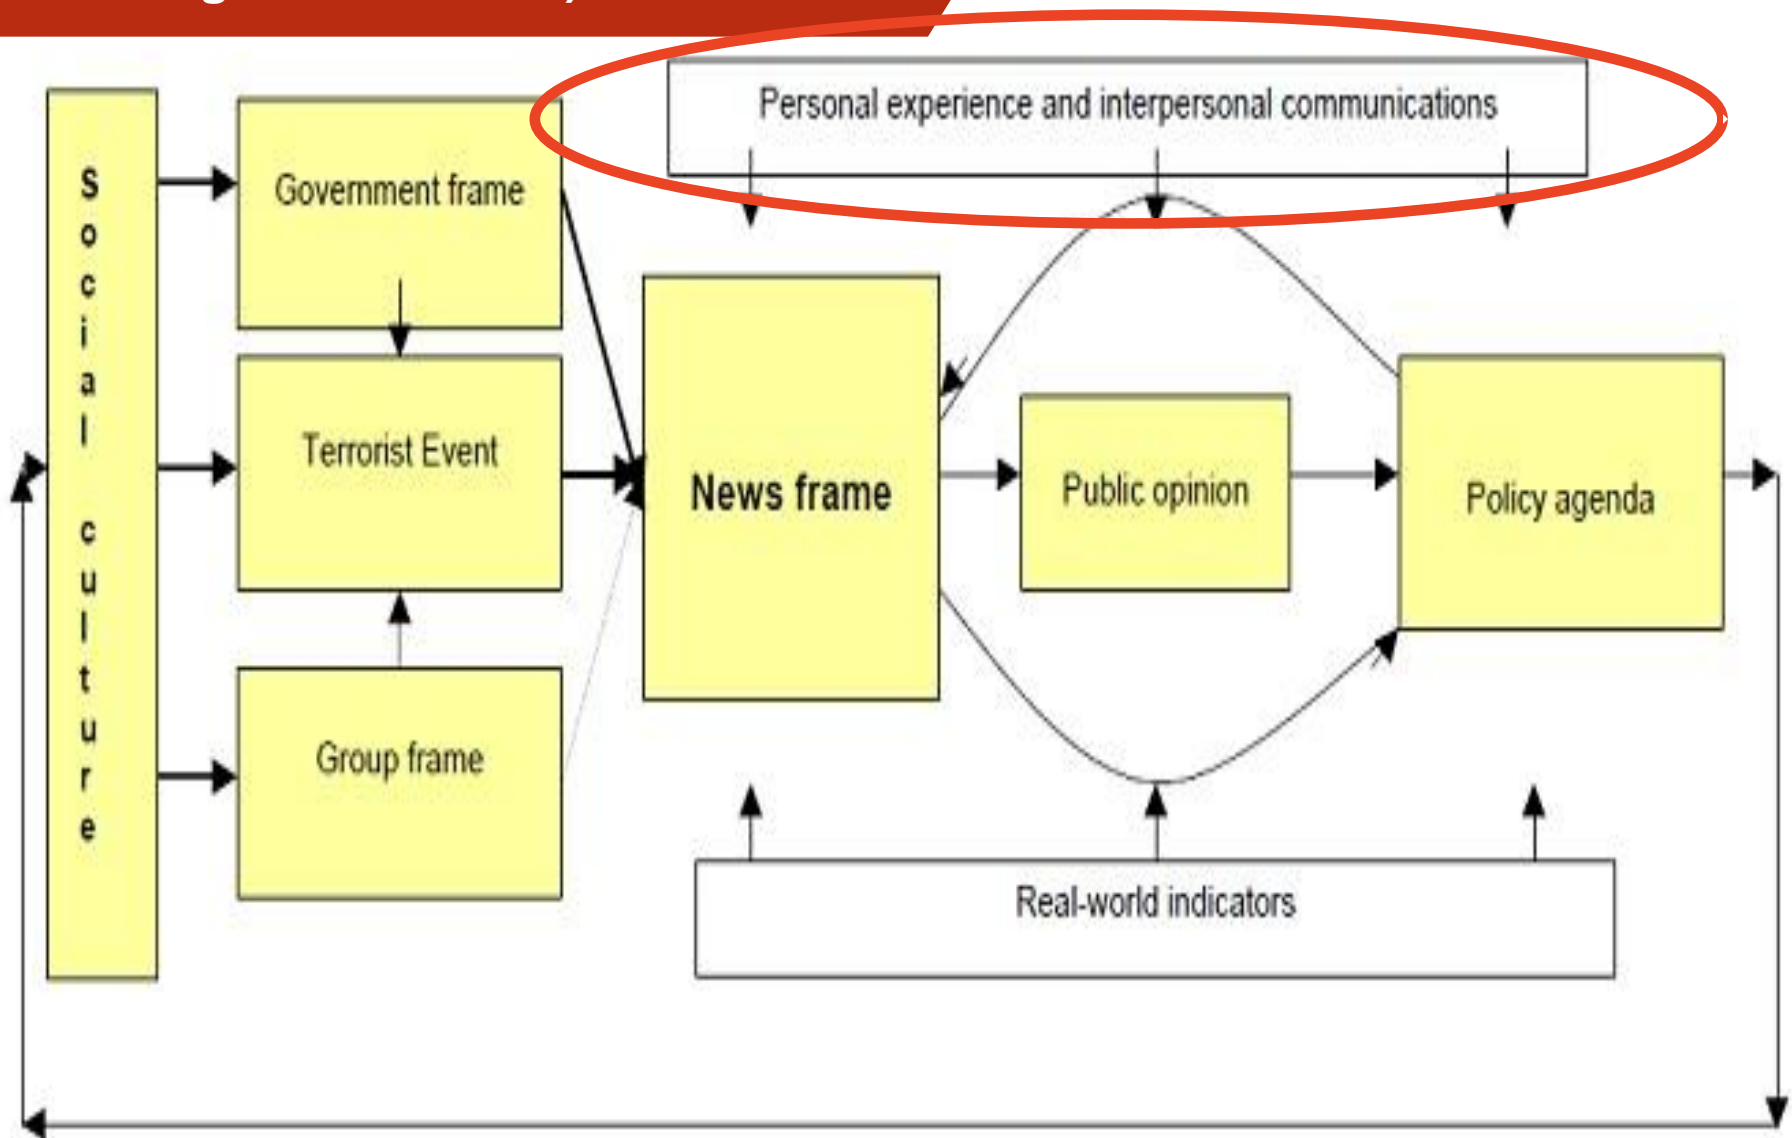 Personal experience and interpersonal communications
Social culture
Government frame
Terrorist Event
Group frame
News frame
Public opinion
Policy agenda
Real-world indicators